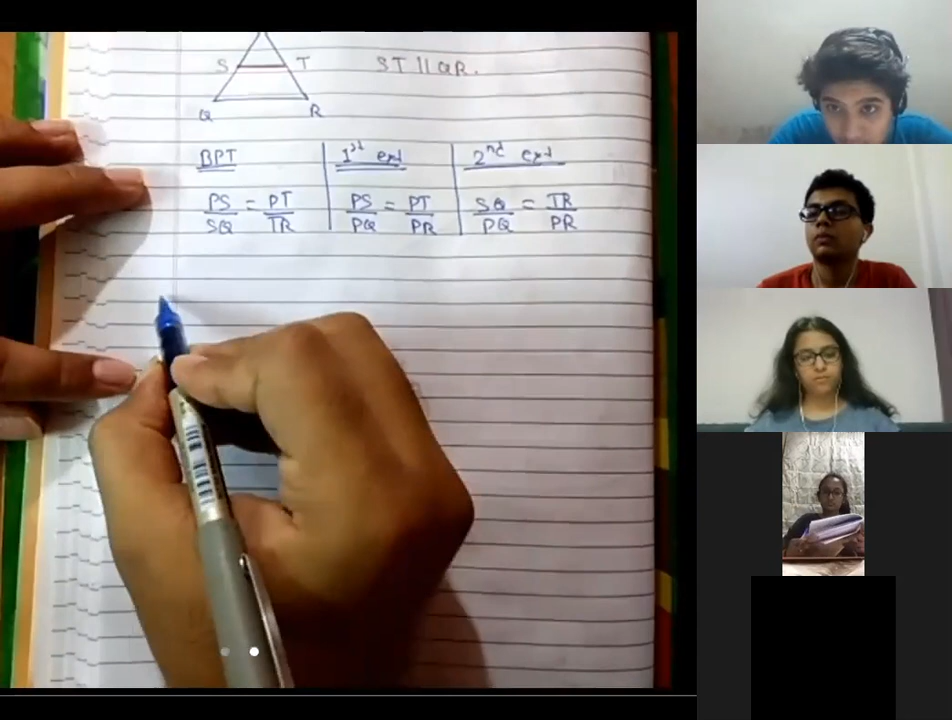 S T ST || QR.
Q R
BPT 1st ext 2nd ext
PS/SQ = PT/TR PS/PQ = PT/PR SQ/PQ = TR/PR